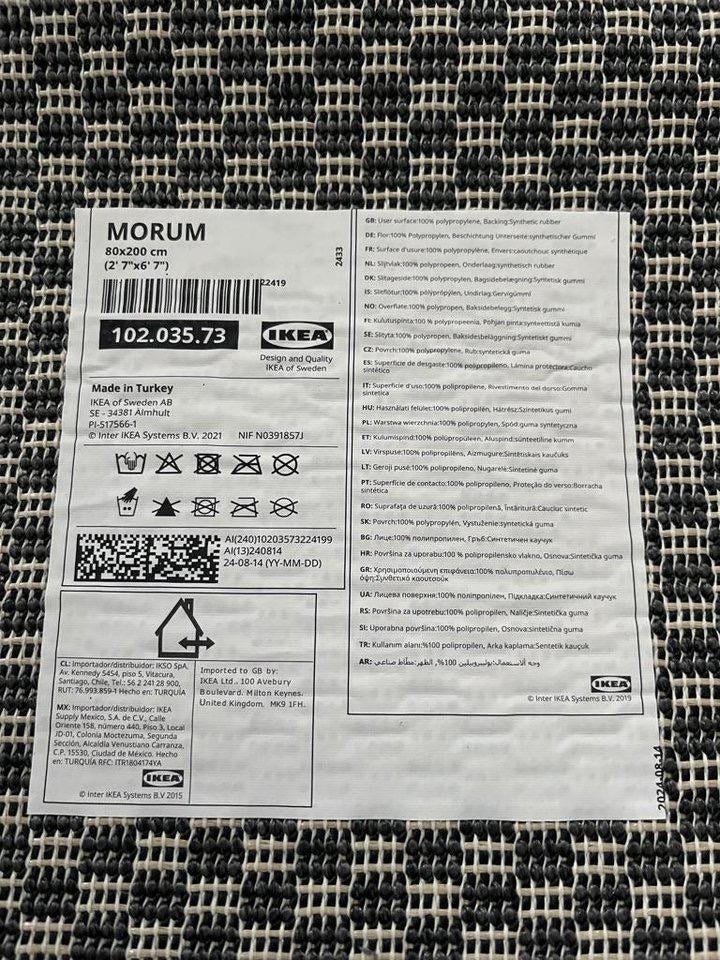 MORUM
80x200 cm
(2' 7"x6' 7")
2433
22419
102.035.73
IKEA
Design and Quality
IKEA of Sweden
Made in Turkey
IKEA of Sweden AB
SE - 34381 Älmhult
PI-517566-1
© Inter IKEA Systems B.V. 2021 NIF N0391857J
AI(240)10203573224199
AI(13)240814
24-08-14 (YY-MM-DD)
CL: Importador/distribuidor: IKSO SpA,
Av. Kennedy 5454, piso 5, Vitacura,
Santiago, Chile, Tel.: 56 2 241 28 900,
RUT: 76.993.859-1 Hecho en: TURQUÍA
MX: Importador/distribuidor: IKEA
Supply Mexico, S.A. de C.V., Calle
Oriente 158, número 440, Piso 3, Local
JD-01, Colonia Moctezuma, Segunda
Sección, Alcaldía Venustiano Carranza,
C.P. 15530, Ciudad de México. Hecho
en: TURQUÍA RFC: ITR1804174YA
IKEA
© Inter IKEA Systems B.V 2015
Imported to GB by:
IKEA Ltd., 100 Avebury
Boulevard. Milton Keynes.
United Kingdom. MK9 1FH.
GB: User surface:100% polypropylene, Backing:Synthetic rubber
DE: Flor:100% Polypropylen, Beschichtung Unterseite:synthetischer Gummi
FR: Surface d'usure:100% polypropylène, Envers:caoutchouc synthétique
NL: Slijtvlak:100% polypropeen, Onderlaag:synthetisch rubber
DK: Slitageside:100% polypropylen, Bagsidebelægning:Syntetisk gummi
IS: Slitflötur:100% pólýprópýlen, Undirlag:Gervigúmmí
NO: Overflate:100% polypropen, Baksidebelegg:Syntetisk gummi
FI: Kulutuspinta:100 % polypropeenia, Pohjan pinta:synteettistä kumia
SE: Slityta:100% polypropen, Baksidesbeläggning:Syntetiskt gummi
CZ: Povrch:100% polypropylene, Rub:syntetická guma
ES: Superficie de desgaste:100% polipropileno, Lámina protectora:Caucho
sintético
IT: Superficie d'uso:100% polipropilene, Rivestimento del dorso:Gomma
sintetica
HU: Használati felület:100% polipropilén, Hátrész:Szintetikus gumi
PL: Warstwa wierzchnia:100% polipropylen, Spód:guma syntetyczna
ET: Kulumispind:100% polüpropüleen, Aluspind:sünteetiline kumm
LV: Virspuse:100% polipropilēns, Aizmugure:Sintētiskais kaučuks
LT: Geroji pusė:100% polipropileno, Nugarėlė:Sintetinė guma
PT: Superfície de contacto:100% polipropileno, Proteção do verso:Borracha
sintética
RO: Suprafaţa de uzură:100% polipropilenă, Întăritură:Cauciuc sintetic
SK: Povrch:100% polypropylén, Vystuženie:syntetická guma
BG: Лице:100% полипропилен, Гръб:Синтетичен каучук
HR: Površina za uporabu:100 % polipropilensko vlakno, Osnova:Sintetička guma
GR: Χρησιμοποιούμενη επιφάνεια:100% πολυπροπυλένιο, Πίσω
όψη:Συνθετικό καουτσούκ
UA: Лицева поверхня:100% поліпропілен, Підкладка:Синтетичний каучук
RS: Površina za upotrebu:100% polipropilen, Naličje:Sintetička guma
SI: Uporabna površina:100% polipropilen, Osnova:sintetična guma
TR: Kullanım alanı:%100 polipropilen, Arka kaplama:Sentetik kauçuk
AR: وجه الاستعمال:بوليبروبيلين 100%, الظهر:مطّاط صناعي
IKEA
© Inter IKEA Systems B.V. 2019
2024-08-14